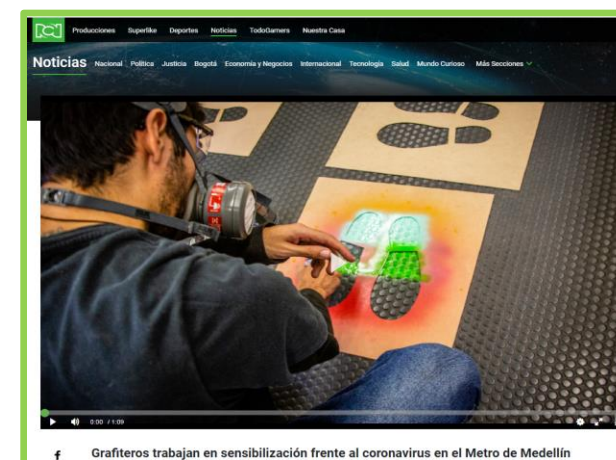 RCN
Producciones Superlike Deportes Noticias TodoGamers Nuestra Casa
Noticias Nacional Política Justicia Bogotá Economía y Negocios Internacional Tecnología Salud Mundo Curioso Más Secciones
0:00 / 1:09
f Grafiteros trabajan en sensibilización frente al coronavirus en el Metro de Medellín